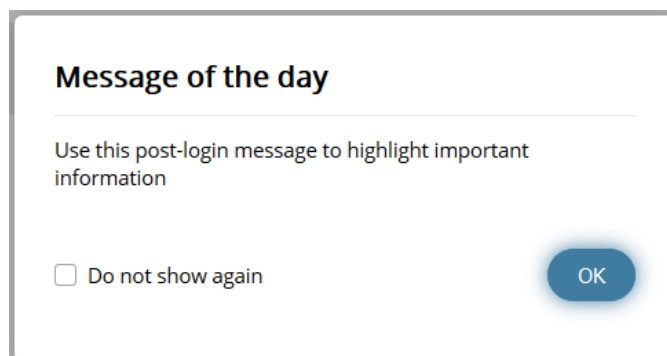 Message of the day
Use this post-login message to highlight important
information
Do not show again
OK